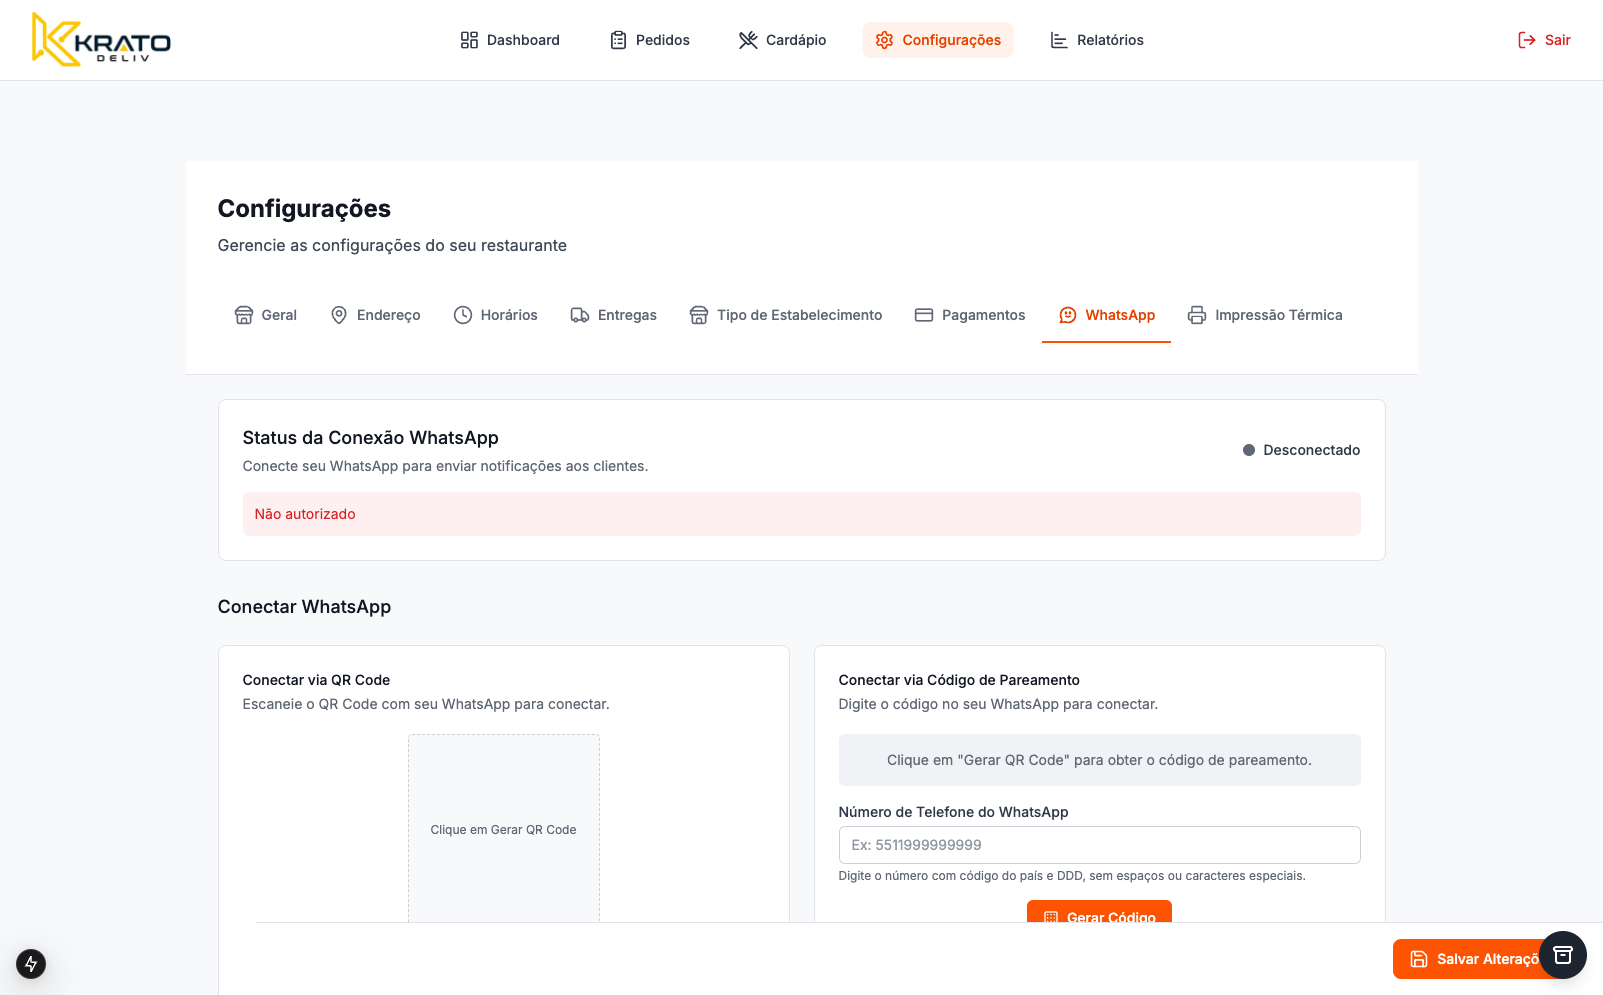 KRATO
DELIV
Dashboard
Pedidos
Cardápio
Configurações
Relatórios
Sair
Configurações
Gerencie as configurações do seu restaurante
Geral
Endereço
Horários
Entregas
Tipo de Estabelecimento
Pagamentos
WhatsApp
Impressão Térmica
Status da Conexão WhatsApp
Conecte seu WhatsApp para enviar notificações aos clientes.
Desconectado
Não autorizado
Conectar WhatsApp
Conectar via QR Code
Escaneie o QR Code com seu WhatsApp para conectar.
Clique em Gerar QR Code
Conectar via Código de Pareamento
Digite o código no seu WhatsApp para conectar.
Clique em "Gerar QR Code" para obter o código de pareamento.
Número de Telefone do WhatsApp
Ex: 5511999999999
Digite o número com código do país e DDD, sem espaços ou caracteres especiais.
Gerar Código
Salvar Alteraçõ